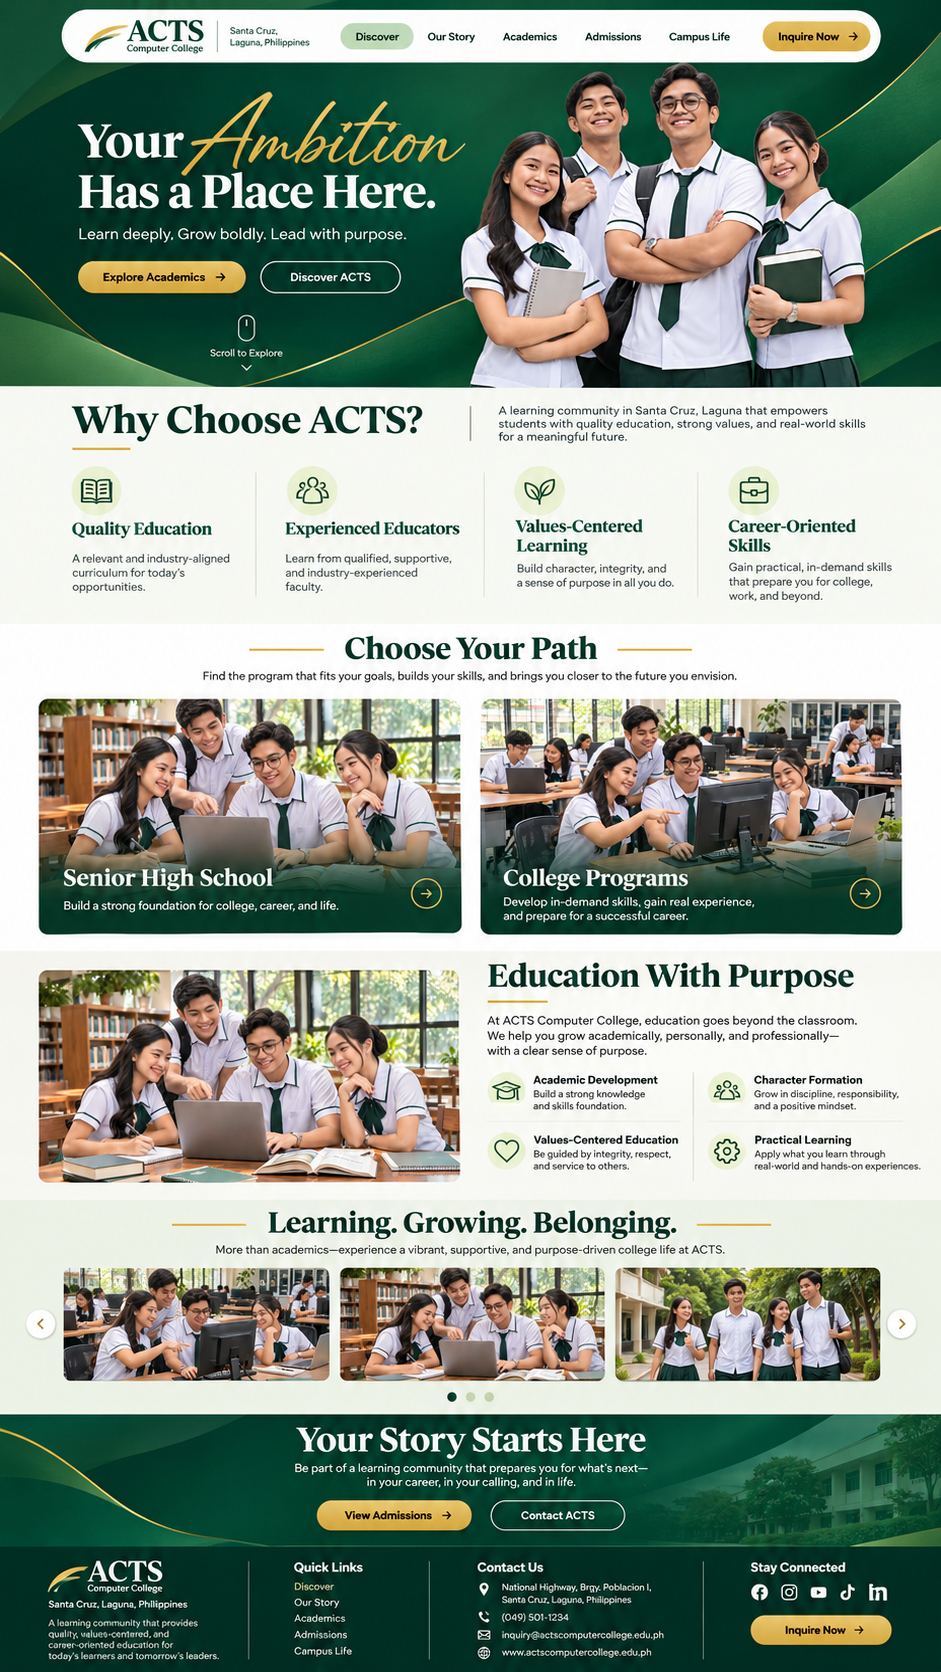 ACTS
Computer College
Santa Cruz,
Laguna, Philippines
Discover
Our Story
Academics
Admissions
Campus Life
Inquire Now
Your Ambition
Has a Place Here.
Learn deeply, Grow boldly. Lead with purpose.
Explore Academics
Discover ACTS
Scroll to Explore
Why Choose ACTS?
A learning community in Santa Cruz, Laguna that empowers
students with quality education, strong values, and real-world skills
for a meaningful future.
Quality Education
A relevant and industry-aligned
curriculum for today's
opportunities.
Experienced Educators
Learn from qualified, supportive,
and industry-experienced
faculty.
Values-Centered
Learning
Build character, integrity, and
a sense of purpose in all you do.
Career-Oriented
Skills
Gain practical, in-demand skills
that prepare you for college,
work, and beyond.
Choose Your Path
Find the program that fits your goals, builds your skills, and brings you closer to the future you envision.
Senior High School
Build a strong foundation for college, career, and life.
College Programs
Develop in-demand skills, gain real experience,
and prepare for a successful career.
Education With Purpose
At ACTS Computer College, education goes beyond the classroom.
We help you grow academically, personally, and professionally—
with a clear sense of purpose.
Academic Development
Build a strong knowledge
and skills foundation.
Character Formation
Grow in discipline, responsibility,
and a positive mindset.
Values-Centered Education
Be guided by integrity, respect,
and service to others.
Practical Learning
Apply what you learn through
real-world and hands-on experiences.
Learning. Growing. Belonging.
More than academics—experience a vibrant, supportive, and purpose-driven college life at ACTS.
Your Story Starts Here
Be part of a learning community that prepares you for what's next—
in your career, in your calling, and in life.
View Admissions
Contact ACTS
ACTS
Computer College
Santa Cruz, Laguna, Philippines
A learning community that provides
quality, values-centered, and
career-oriented education for
today's learners and tomorrow's leaders.
Quick Links
Discover
Our Story
Academics
Admissions
Campus Life
Contact Us
National Highway, Brgy. Poblacion I,
Santa Cruz, Laguna, Philippines
(049) 501-1234
inquiry@actscomputercollege.edu.ph
www.actscomputercollege.edu.ph
Stay Connected
Inquire Now